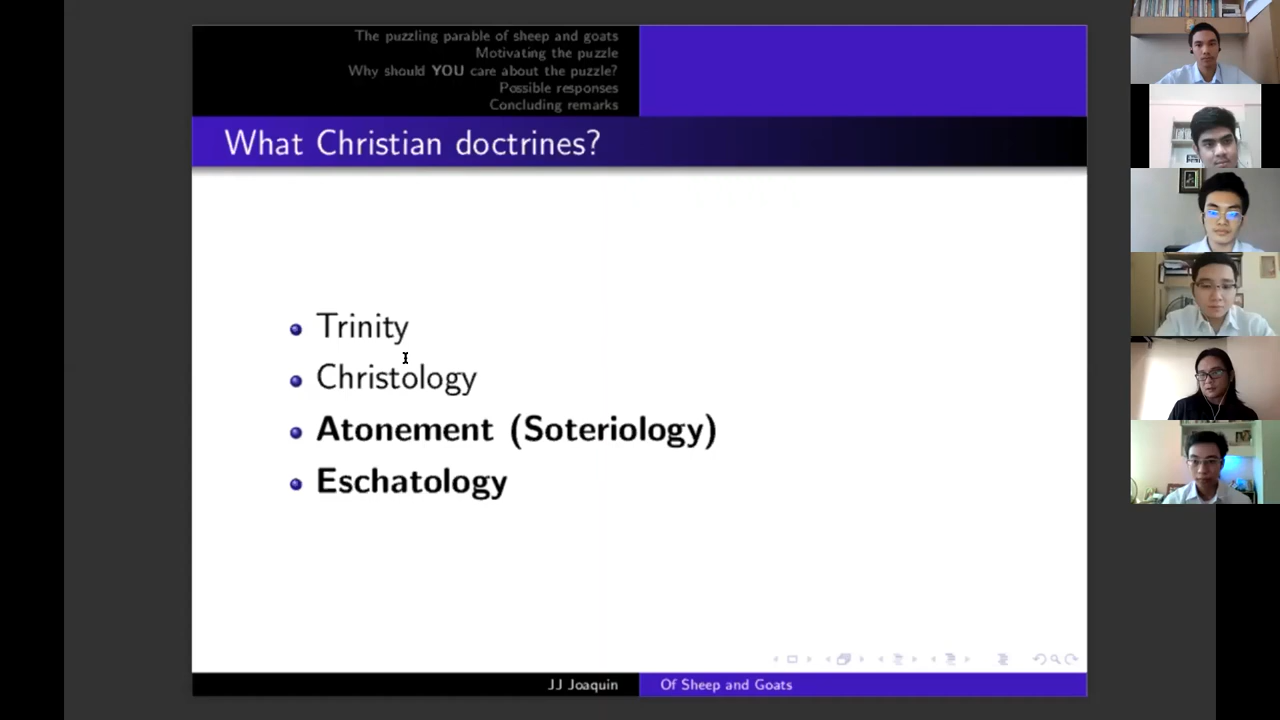 The puzzling parable of sheep and goats
Motivating the puzzle
Why should YOU care about the puzzle?
Possible responses
Concluding remarks
What Christian doctrines?
Trinity
Christology
Atonement (Soteriology)
Eschatology
JJ Joaquin
Of Sheep and Goats